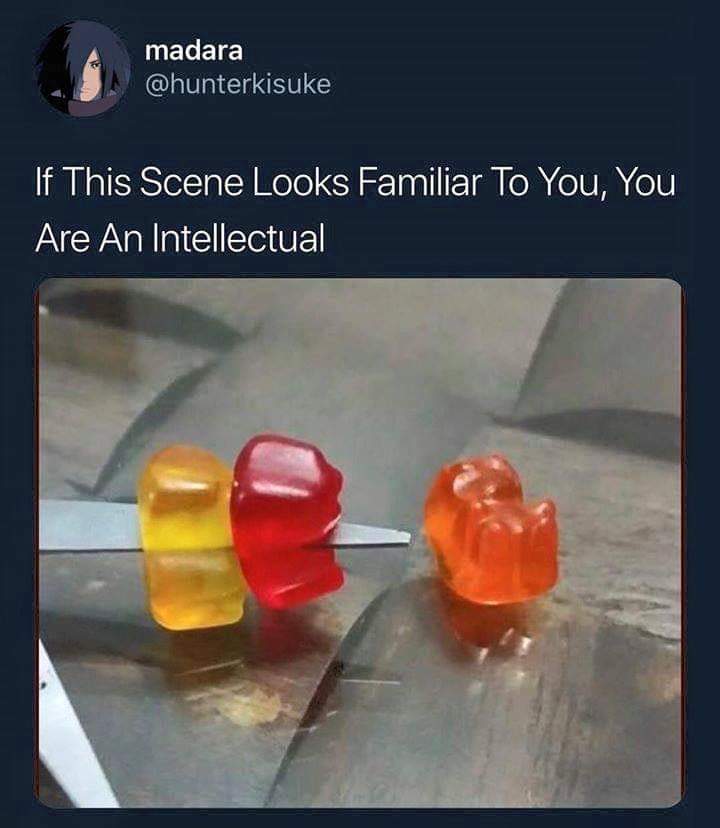 madara
@hunterkisuke
If This Scene Looks Familiar To You, You
Are An Intellectual